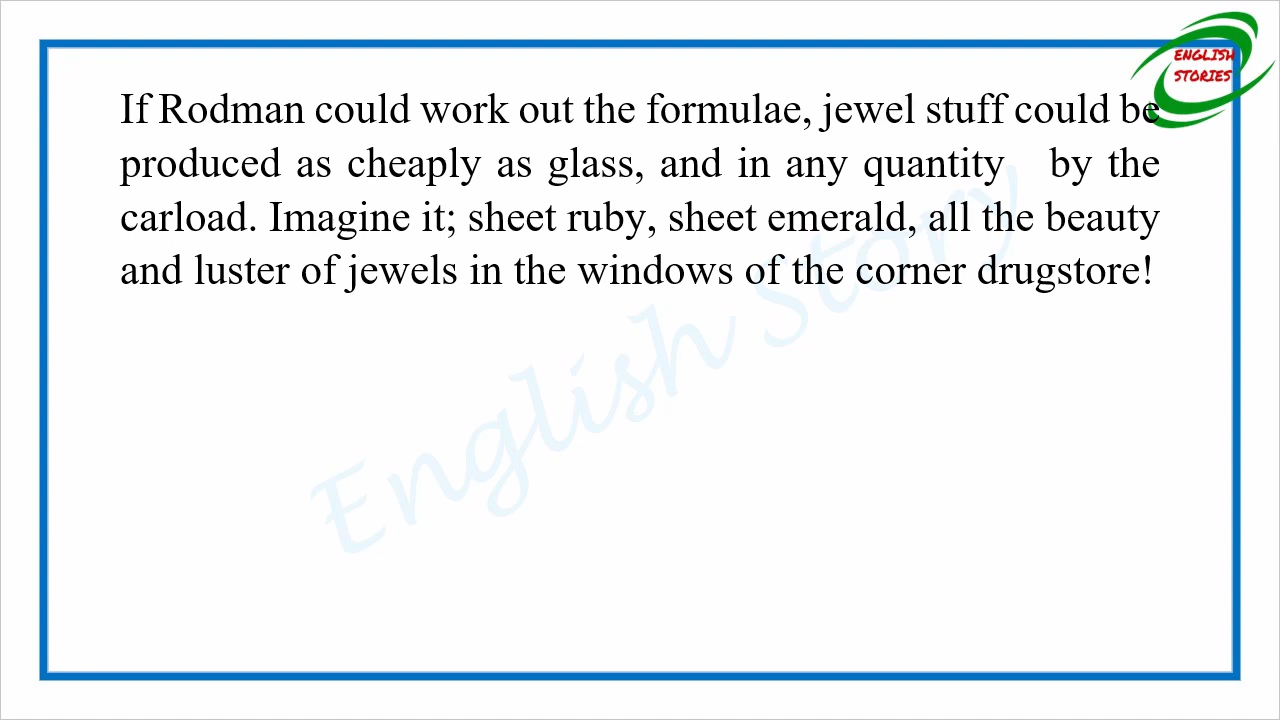 ENGLISH
STORIES
If Rodman could work out the formulae, jewel stuff could be
produced as cheaply as glass, and in any quantity by the
carload. Imagine it; sheet ruby, sheet emerald, all the beauty
and luster of jewels in the windows of the corner drugstore!
English Story